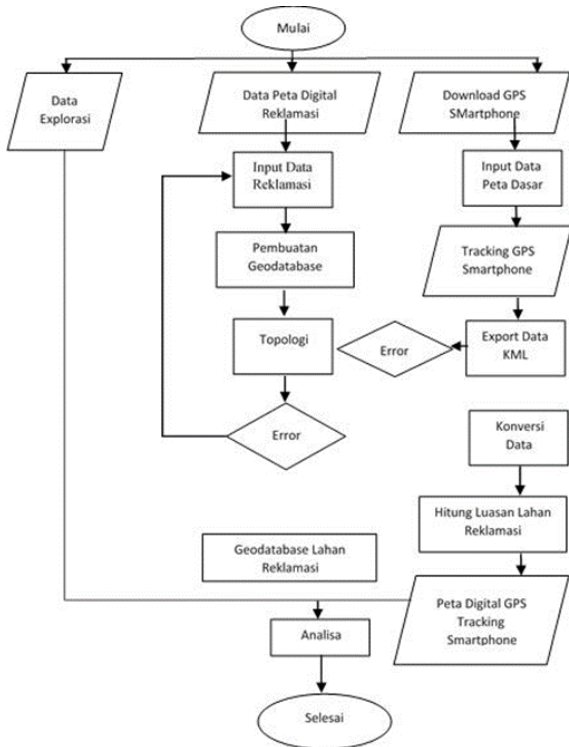 Mulai
Data
Explorasi
Data Peta Digital
Reklamasi
Download GPS
SMartphone
Input Data
Reklamasi
Input Data
Peta Dasar
Pembuatan
Geodatabase
Tracking GPS
Smartphone
Topologi
Error
Export Data
KML
Error
Konversi
Data
Hitung Luasan Lahan
Reklamasi
Geodatabase Lahan
Reklamasi
Peta Digital GPS
Tracking
Smartphone
Analisa
Selesai